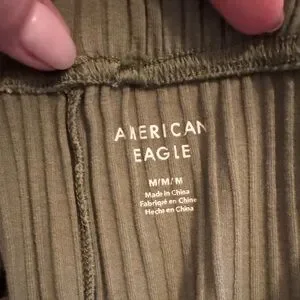 AMERICAN
EAGLE
M/M/M
Made in China
Fabriqué en Chine
Hecho en China